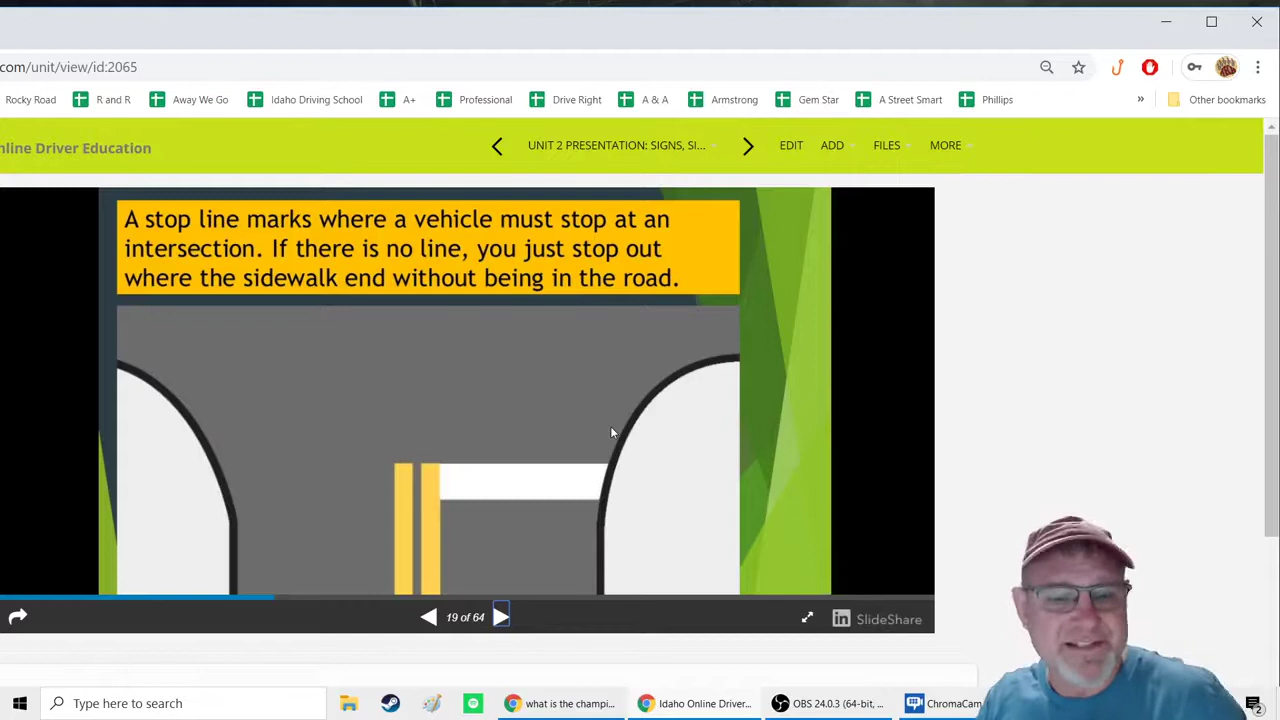 com/unit/view/id:2065
Rocky Road R and R Away We Go Idaho Driving School A+ Professional Drive Right A & A Armstrong Gem Star A Street Smart Phillips » Other bookmarks
nline Driver Education
UNIT 2 PRESENTATION: SIGNS, SI... EDIT ADD FILES MORE
A stop line marks where a vehicle must stop at an
intersection. If there is no line, you just stop out
where the sidewalk end without being in the road.
19 of 64
in SlideShare
Type here to search
what is the champi...
Idaho Online Driver...
OBS 24.0.3 (64-bit, ...
ChromaCam
2